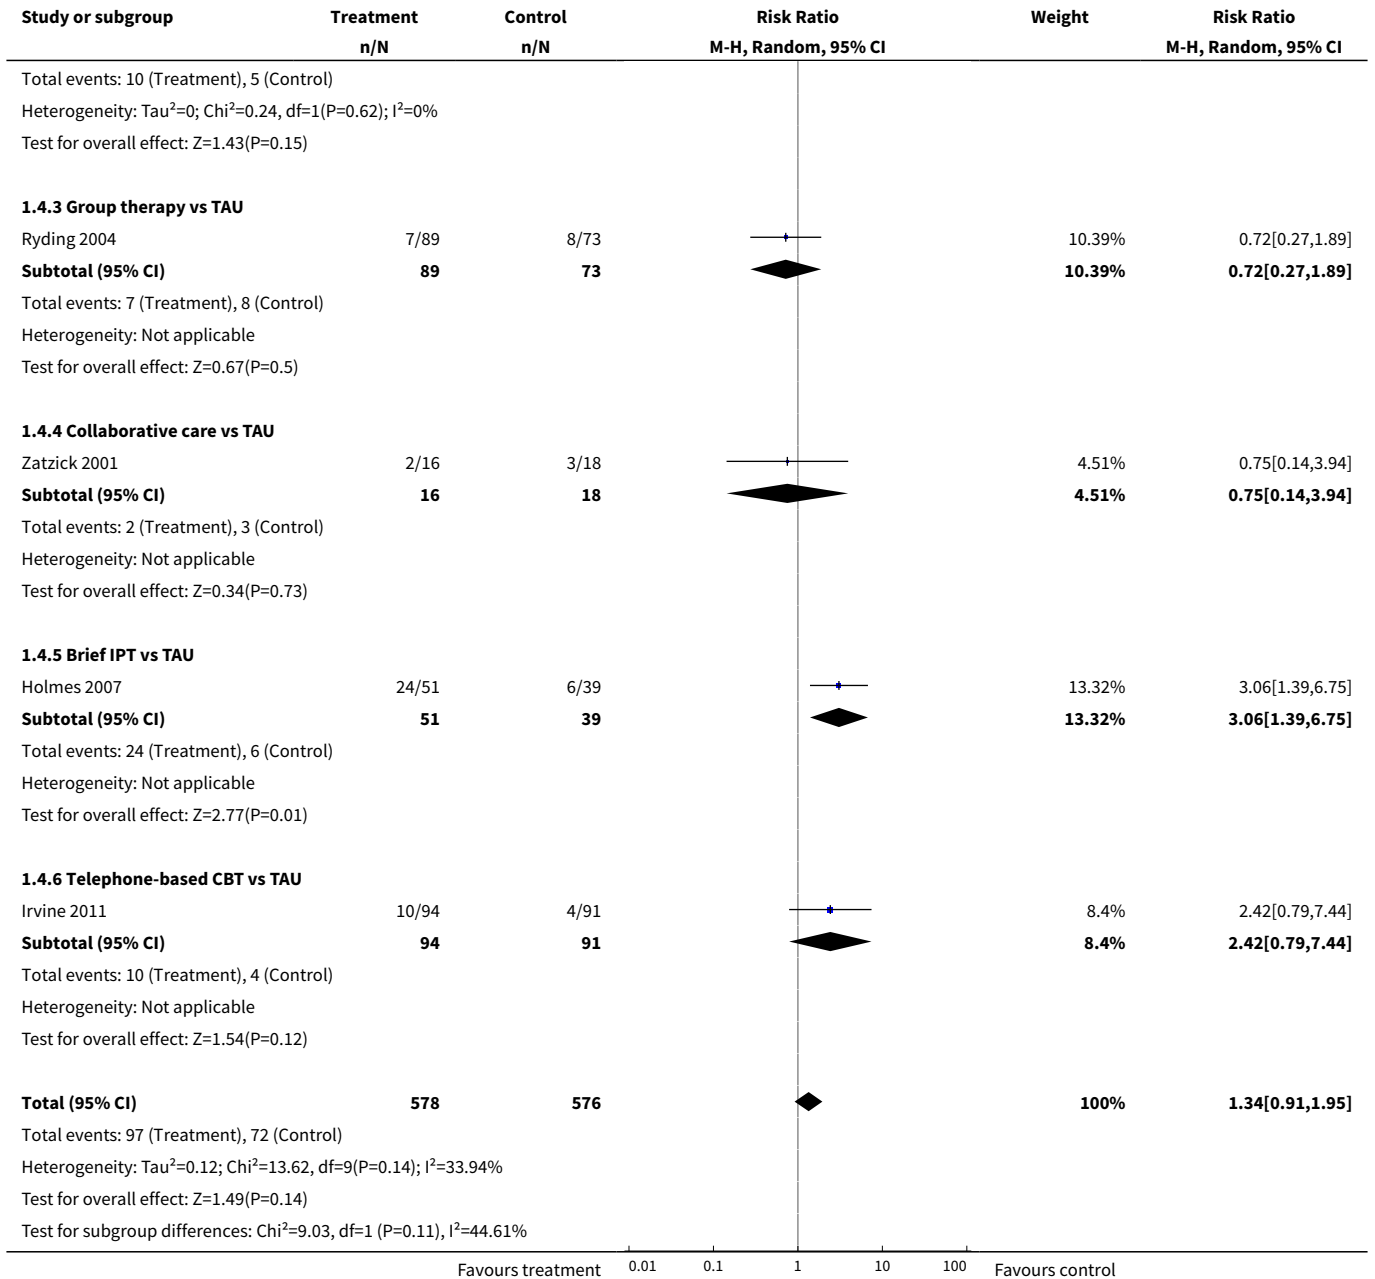 Study or subgroup Treatment Control Risk Ratio Weight Risk Ratio
n/N n/N M-H, Random, 95% CI M-H, Random, 95% CI
Total events: 10 (Treatment), 5 (Control)
Heterogeneity: Tau²=0; Chi²=0.24, df=1(P=0.62); I²=0%
Test for overall effect: Z=1.43(P=0.15)
1.4.3 Group therapy vs TAU
Ryding 2004 7/89 8/73 10.39% 0.72[0.27,1.89]
Subtotal (95% CI) 89 73 10.39% 0.72[0.27,1.89]
Total events: 7 (Treatment), 8 (Control)
Heterogeneity: Not applicable
Test for overall effect: Z=0.67(P=0.5)
1.4.4 Collaborative care vs TAU
Zatzick 2001 2/16 3/18 4.51% 0.75[0.14,3.94]
Subtotal (95% CI) 16 18 4.51% 0.75[0.14,3.94]
Total events: 2 (Treatment), 3 (Control)
Heterogeneity: Not applicable
Test for overall effect: Z=0.34(P=0.73)
1.4.5 Brief IPT vs TAU
Holmes 2007 24/51 6/39 13.32% 3.06[1.39,6.75]
Subtotal (95% CI) 51 39 13.32% 3.06[1.39,6.75]
Total events: 24 (Treatment), 6 (Control)
Heterogeneity: Not applicable
Test for overall effect: Z=2.77(P=0.01)
1.4.6 Telephone-based CBT vs TAU
Irvine 2011 10/94 4/91 8.4% 2.42[0.79,7.44]
Subtotal (95% CI) 94 91 8.4% 2.42[0.79,7.44]
Total events: 10 (Treatment), 4 (Control)
Heterogeneity: Not applicable
Test for overall effect: Z=1.54(P=0.12)
Total (95% CI) 578 576 100% 1.34[0.91,1.95]
Total events: 97 (Treatment), 72 (Control)
Heterogeneity: Tau²=0.12; Chi²=13.62, df=9(P=0.14); I²=33.94%
Test for overall effect: Z=1.49(P=0.14)
Test for subgroup differences: Chi²=9.03, df=1 (P=0.11), I²=44.61%
Favours treatment 0.01 0.1 1 10 100 Favours control